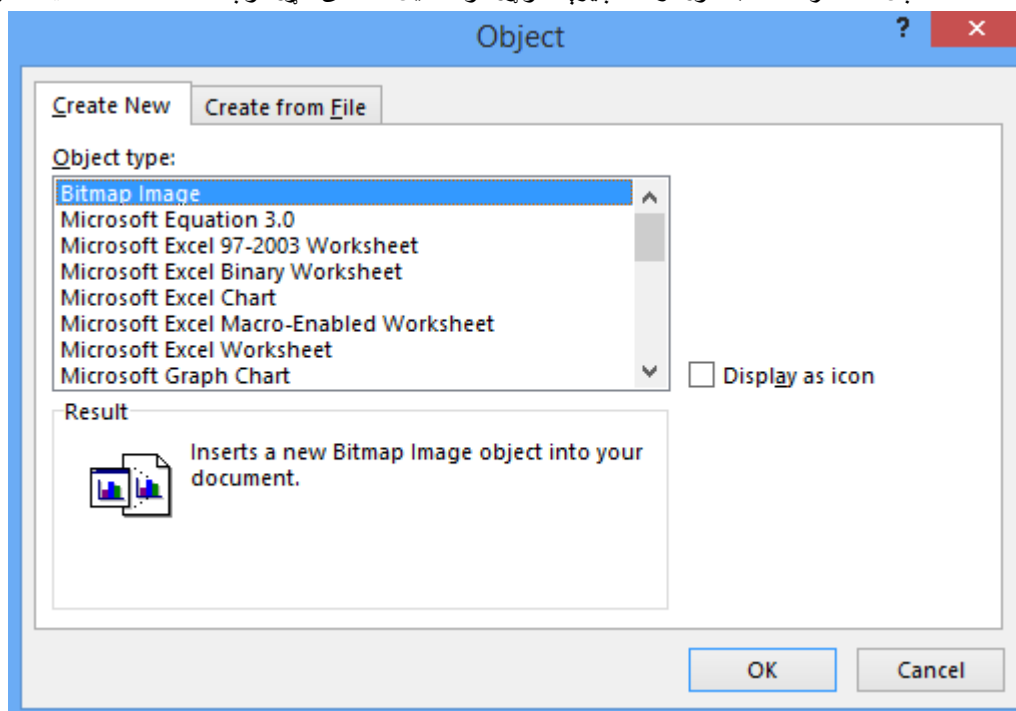 Object
?
Create New
Create from File
Object type:
Bitmap Image
Microsoft Equation 3.0
Microsoft Excel 97-2003 Worksheet
Microsoft Excel Binary Worksheet
Microsoft Excel Chart
Microsoft Excel Macro-Enabled Worksheet
Microsoft Excel Worksheet
Microsoft Graph Chart
Display as icon
Result
Inserts a new Bitmap Image object into your
document.
OK
Cancel